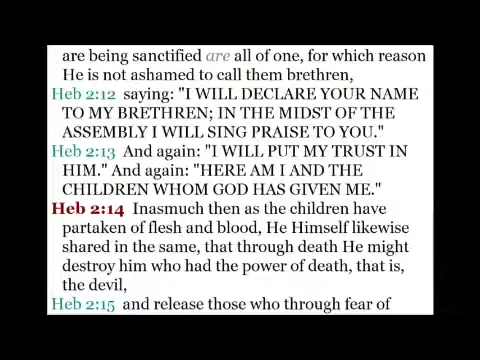 are being sanctified are all of one, for which reason
He is not ashamed to call them brethren,
Heb 2:12 saying: "I WILL DECLARE YOUR NAME
TO MY BRETHREN; IN THE MIDST OF THE
ASSEMBLY I WILL SING PRAISE TO YOU."
Heb 2:13 And again: "I WILL PUT MY TRUST IN
HIM." And again: "HERE AM I AND THE
CHILDREN WHOM GOD HAS GIVEN ME."
Heb 2:14 Inasmuch then as the children have
partaken of flesh and blood, He Himself likewise
shared in the same, that through death He might
destroy him who had the power of death, that is,
the devil,
Heb 2:15 and release those who through fear of